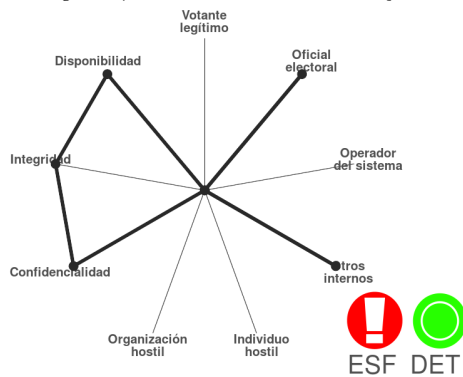 Votante
legítimo
Oficial
electoral
Disponibilidad
Operador
del sistema
Integridad
Confidencialidad
Otros
internos
Organización
hostil
Individuo
hostil
!
ESF DET